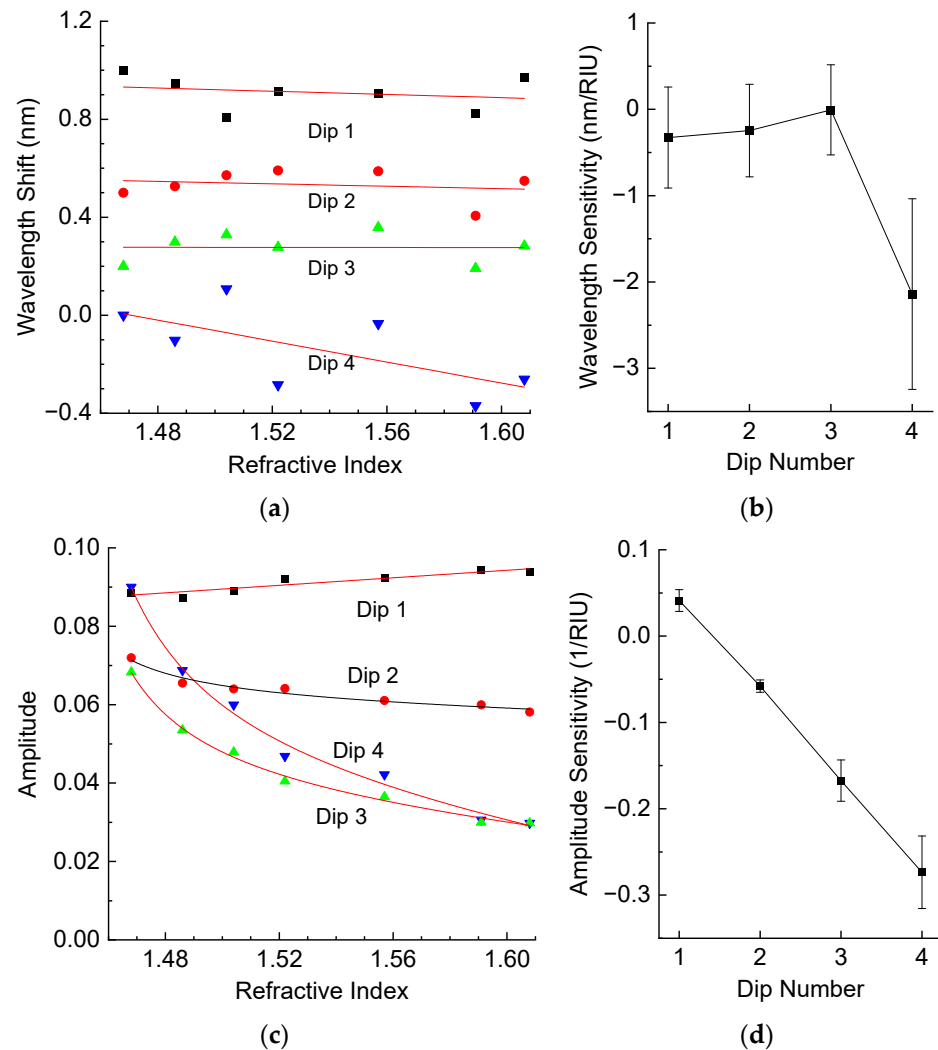 1.2
0.8
0.4
0.0
−0.4
Wavelength Shift (nm)
Dip 1
Dip 2
Dip 3
Dip 4
1.48
1.52
1.56
1.60
Refractive Index
(a)
1
0
−1
−2
−3
Wavelength Sensitivity (nm/RIU)
1
2
3
4
Dip Number
(b)
0.10
0.08
0.06
0.04
0.02
0.00
Amplitude
Dip 1
Dip 2
Dip 4
Dip 3
1.48
1.52
1.56
1.60
Refractive Index
(c)
0.1
0.0
−0.1
−0.2
−0.3
Amplitude Sensitivity (1/RIU)
1
2
3
4
Dip Number
(d)